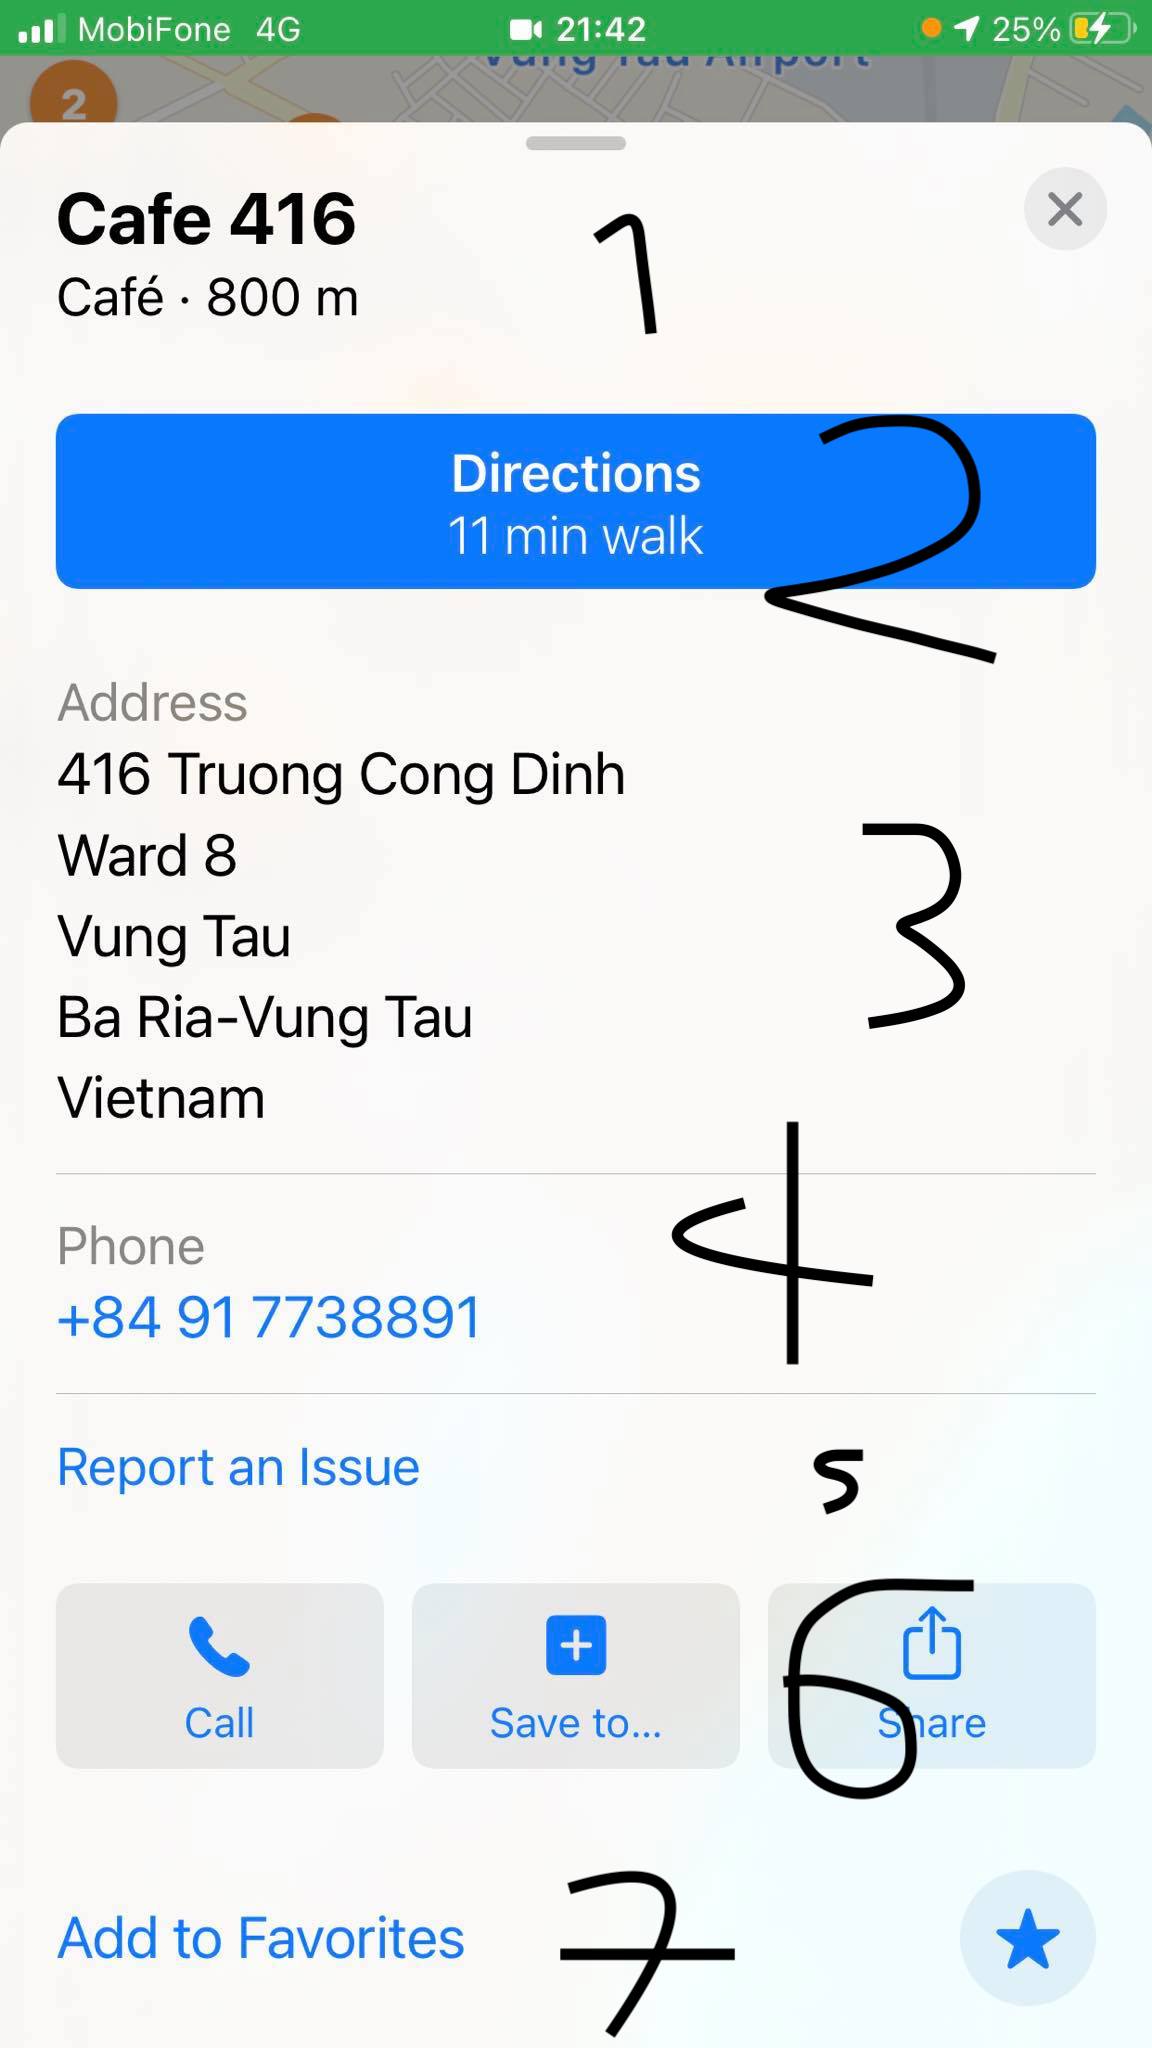 MobiFone 4G 21:42 25%
Vung Tau Airport
2
Cafe 416
Café · 800 m
1
Directions
11 min walk
2
Address
416 Truong Cong Dinh
Ward 8
Vung Tau
Ba Ria-Vung Tau
Vietnam
3
Phone
+84 91 7738891
4
Report an Issue
5
Call
Save to...
Share
6
Add to Favorites
7